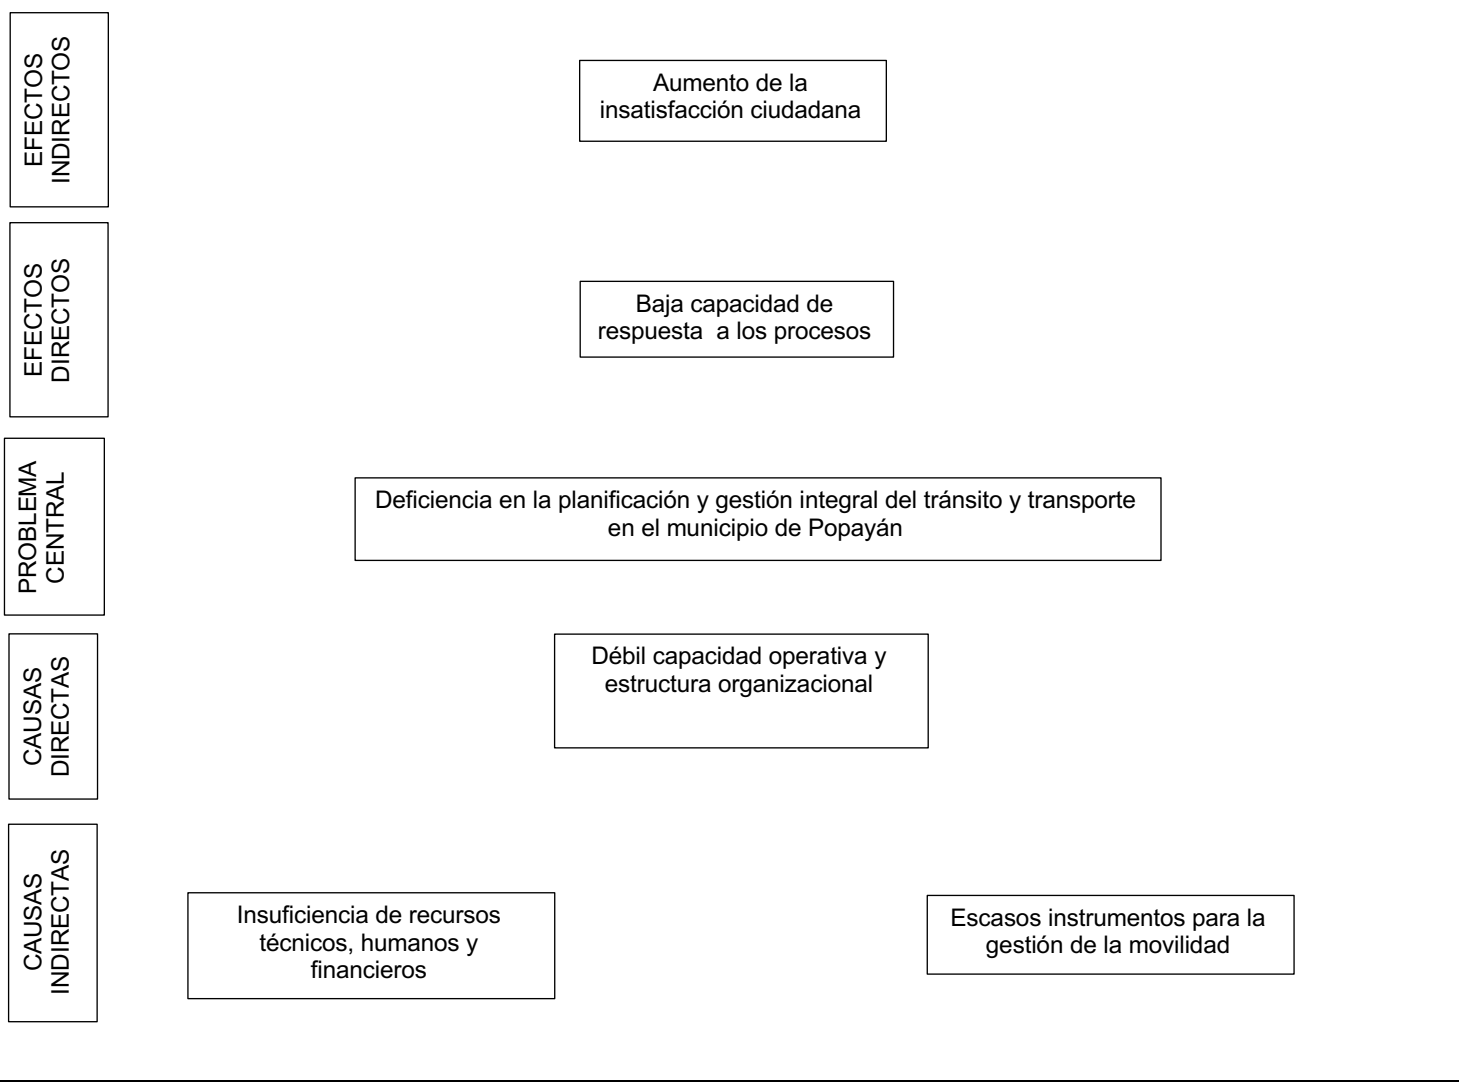 EFECTOS
INDIRECTOS
Aumento de la
insatisfacción ciudadana
EFECTOS
DIRECTOS
Baja capacidad de
respuesta  a los procesos
PROBLEMA
CENTRAL
Deficiencia en la planificación y gestión integral del tránsito y transporte
en el municipio de Popayán
CAUSAS
DIRECTAS
Débil capacidad operativa y
estructura organizacional
CAUSAS
INDIRECTAS
Insuficiencia de recursos
técnicos, humanos y
financieros
Escasos instrumentos para la
gestión de la movilidad